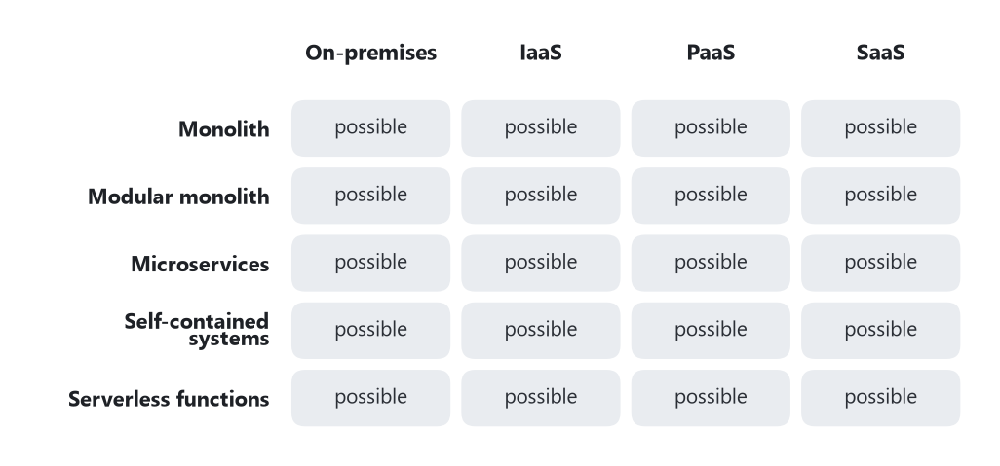 On-premises IaaS PaaS SaaS
Monolith possible possible possible possible
Modular monolith possible possible possible possible
Microservices possible possible possible possible
Self-contained
systems possible possible possible possible
Serverless functions possible possible possible possible